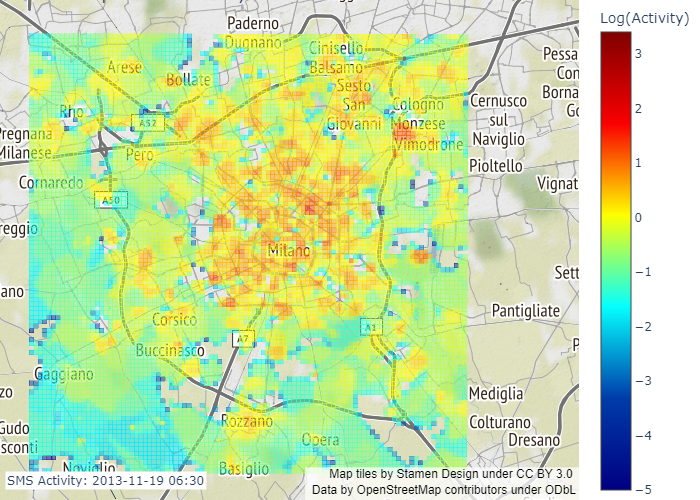 Paderno
Dugnano
Cinisello
Balsamo
Arese
Bollate
Sesto
San
Giovanni
Cologno
Monzese
Vimodrone
Rho
A52
Pero
Pregnana
Milanese
Cornaredo
A50
reggio
ano
Milano
Corsico
Buccinasco
A7
A1
Gaggiano
zo
Gudo
sconti
Noviglio
Rozzano
Opera
Basiglio
Pessa
Con
Borna
Go
Cernusco
sul
Naviglio
Pioltello
Vignat
Sett
Pantigliate
P
Mediglia
Colturano
Dresano
SMS Activity: 2013-11-19 06:30
Map tiles by Stamen Design under CC BY 3.0
Data by OpenStreetMap contributors under ODbL
Log(Activity)
3
2
1
0
−1
−2
−3
−4
−5